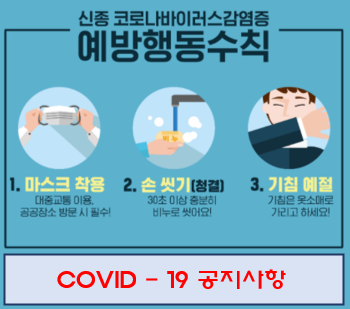 신종 코로나바이러스감염증
예방행동수칙
1. 마스크 착용
대중교통 이용,
공공장소 방문 시 필수!
2. 손 씻기(청결)
30초 이상 충분히
비누로 씻어요!
3. 기침 예절
기침은 옷소매로
가리고 하세요!
COVID - 19 공지사항